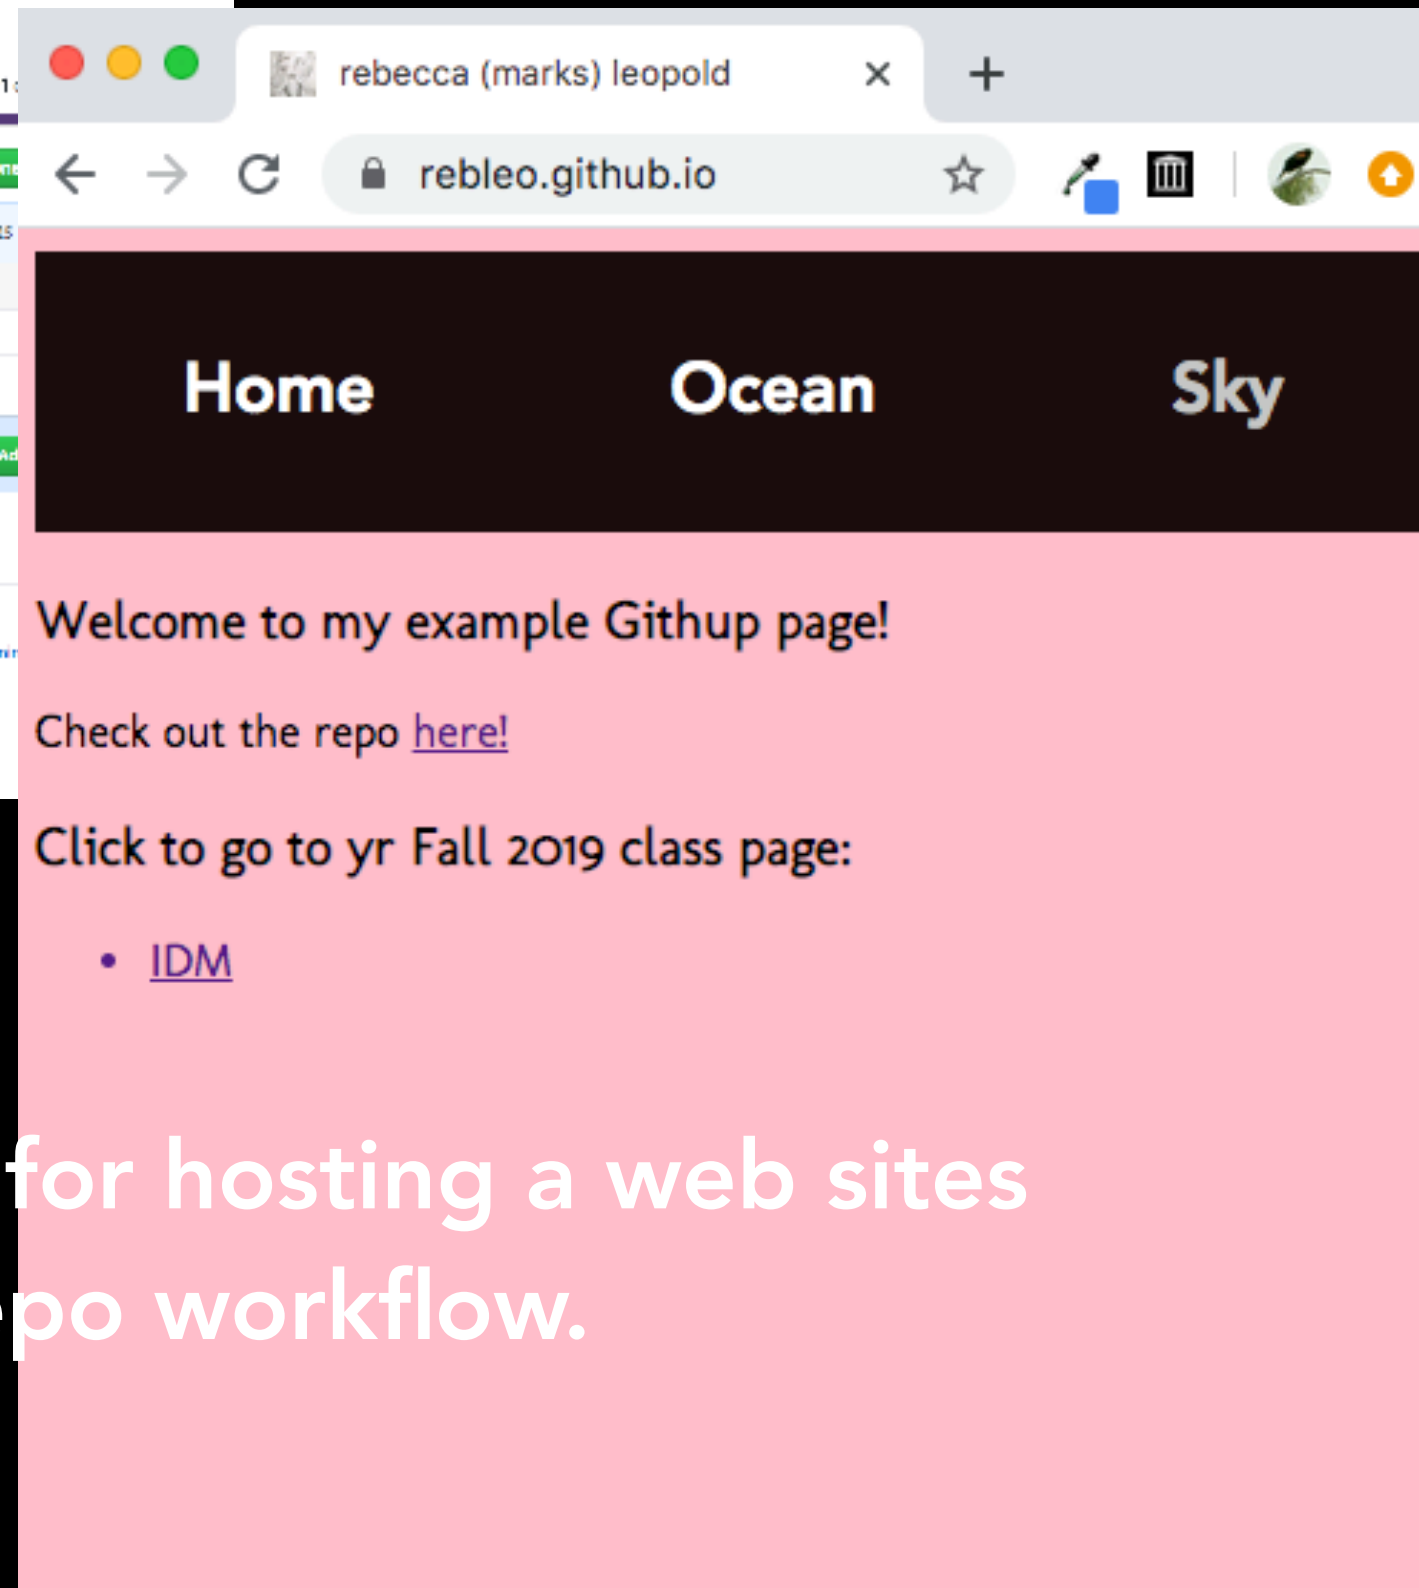 rebecca (marks) leopold
rebleo.github.io
Home Ocean Sky
Welcome to my example Githup page!
Check out the repo here!
Click to go to yr Fall 2019 class page:
• IDM
for hosting a web sites
workflow.